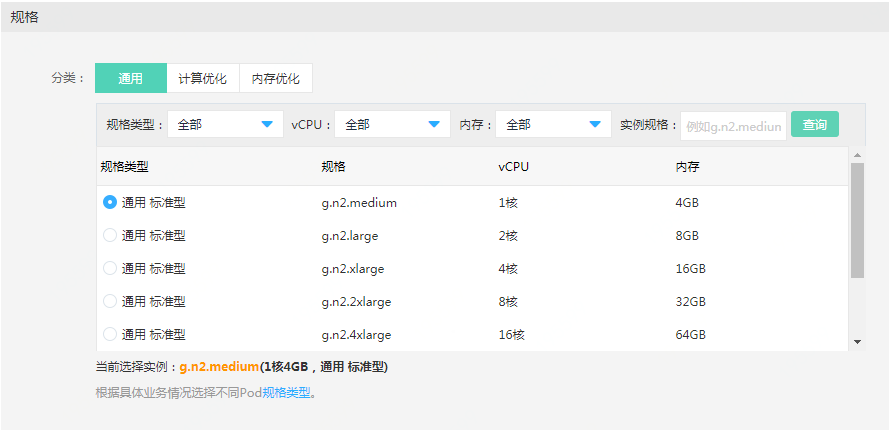 规格
分类： 通用 计算优化 内存优化
规格类型： 全部 vCPU： 全部 内存： 全部 实例规格： 例如g.n2.mediun 查询
规格类型 规格 vCPU 内存
通用 标准型 g.n2.medium 1核 4GB
通用 标准型 g.n2.large 2核 8GB
通用 标准型 g.n2.xlarge 4核 16GB
通用 标准型 g.n2.2xlarge 8核 32GB
通用 标准型 g.n2.4xlarge 16核 64GB
当前选择实例：g.n2.medium(1核4GB，通用 标准型)
根据具体业务情况选择不同Pod规格类型。